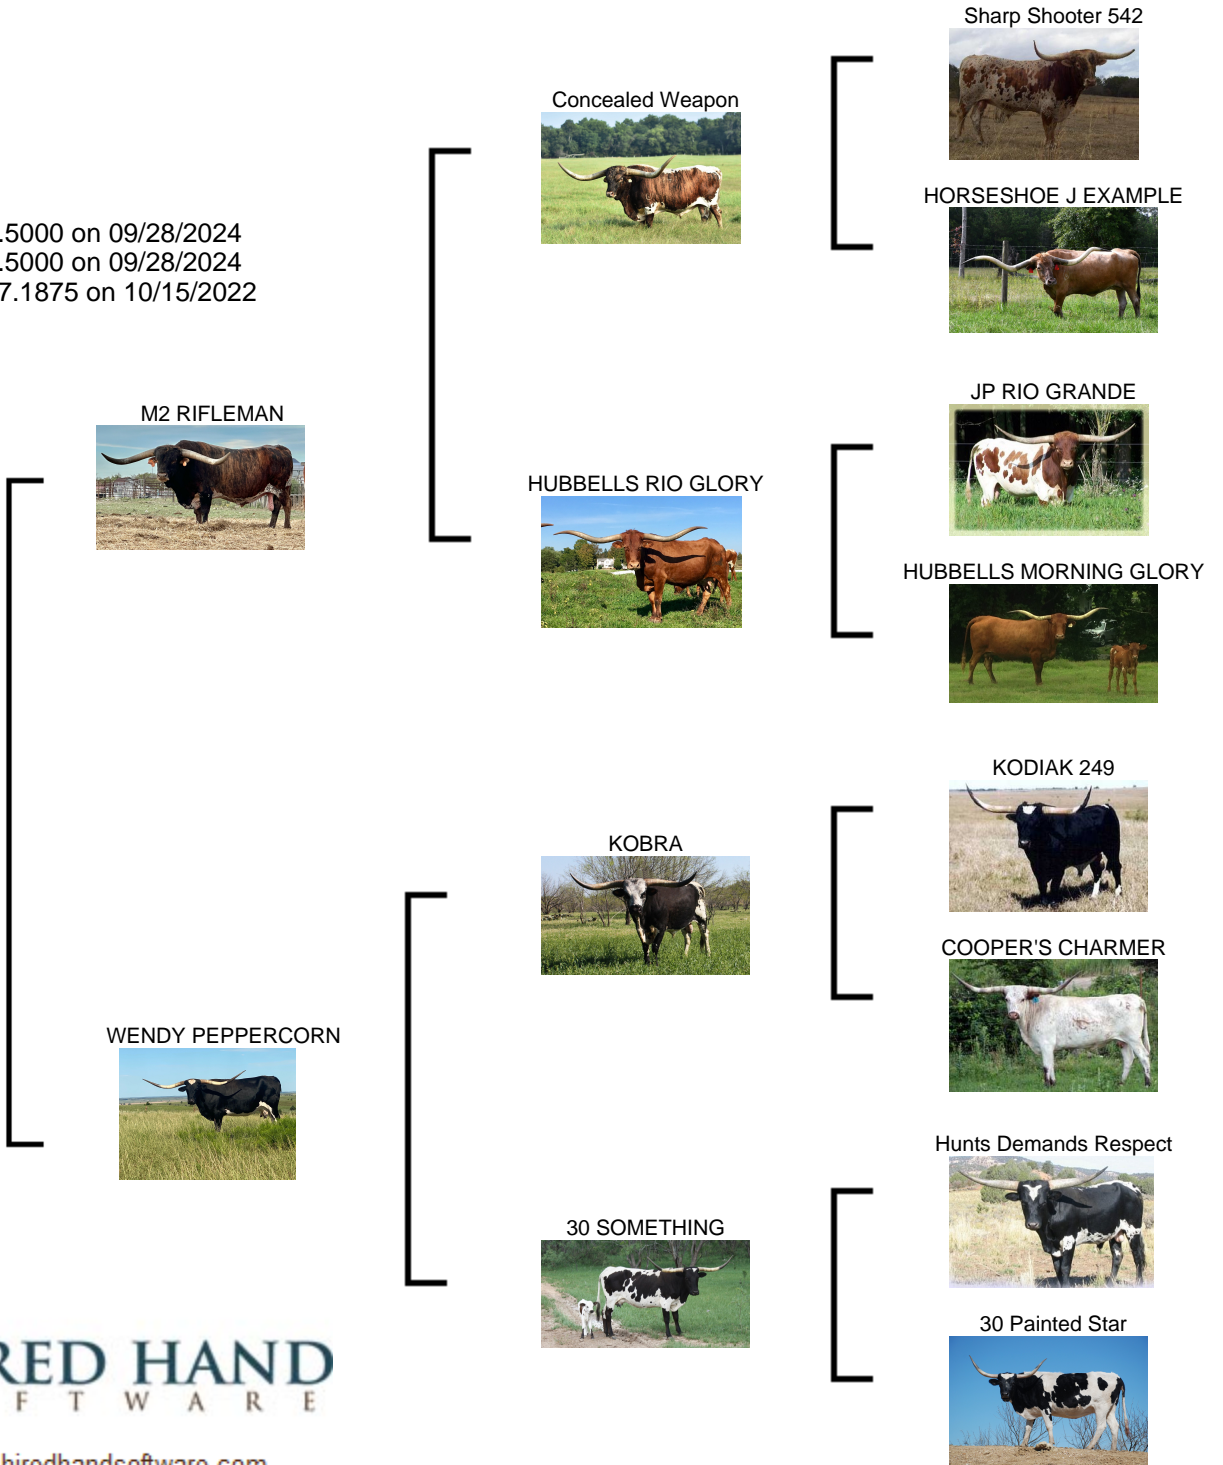 Sharp Shooter 542
Concealed Weapon
HORSESHOE J EXAMPLE
.5000 on 09/28/2024
.5000 on 09/28/2024
7.1875 on 10/15/2022
JP RIO GRANDE
M2 RIFLEMAN
HUBBELLS RIO GLORY
HUBBELLS MORNING GLORY
KODIAK 249
KOBRA
COOPER'S CHARMER
WENDY PEPPERCORN
Hunts Demands Respect
30 SOMETHING
30 Painted Star
RED HAND
F T W A R E
hiredhandsoftware.com